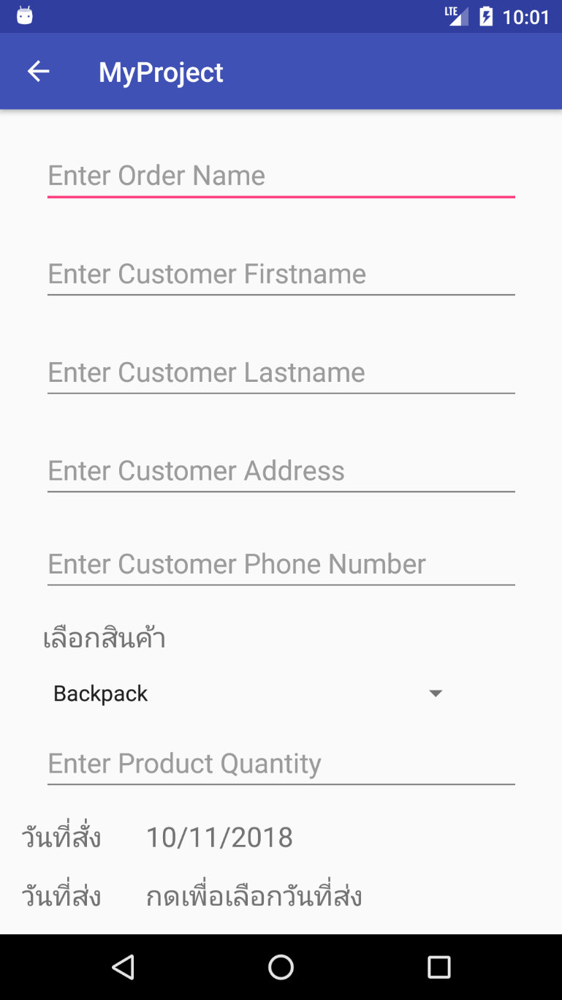 LTE 10:01
MyProject
Enter Order Name
Enter Customer Firstname
Enter Customer Lastname
Enter Customer Address
Enter Customer Phone Number
เลือกสินค้า
Backpack
Enter Product Quantity
วันที่สั่ง 10/11/2018
วันที่ส่ง กดเพื่อเลือกวันที่ส่ง